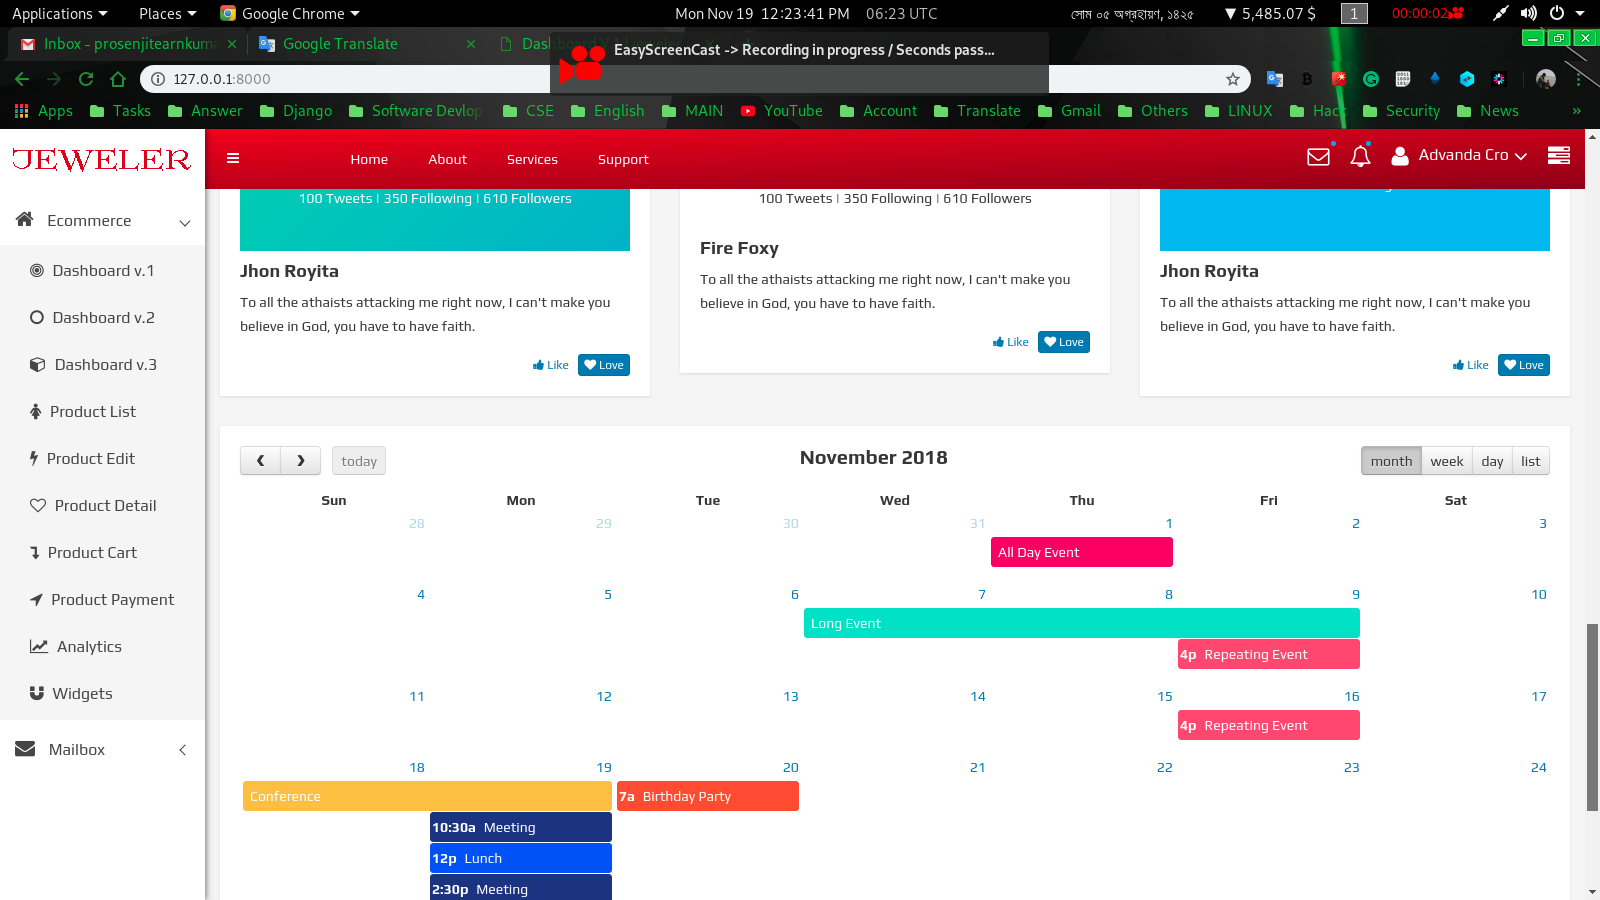 Applications Places Google Chrome Mon Nov 19 12:23:41 PM 06:23 UTC সোম ০৫ অগ্রহায়ণ, ১৪২৫ ▼ 5,485.07 $ 1 00:00:02
Inbox - prosenjitearnkuma Google Translate
EasyScreenCast -> Recording in progress / Seconds pass...
127.0.0.1:8000
Apps Tasks Answer Django Software Devlop CSE English MAIN YouTube Account Translate Gmail Others LINUX Hack Security News »
JEWELER Home About Services Support Advanda Cro
100 Tweets | 350 Following | 610 Followers 100 Tweets | 350 Following | 610 Followers
Ecommerce
Dashboard v.1
Dashboard v.2
Dashboard v.3
Product List
Product Edit
Product Detail
Product Cart
Product Payment
Analytics
Widgets
Mailbox
Jhon Royita
To all the athaists attacking me right now, I can't make you
believe in God, you have to have faith.
Like Love
Fire Foxy
To all the athaists attacking me right now, I can't make you
believe in God, you have to have faith.
Like Love
Jhon Royita
To all the athaists attacking me right now, I can't make you
believe in God, you have to have faith.
Like Love
today November 2018 month week day list
Sun Mon Tue Wed Thu Fri Sat
28 29 30 31 1 2 3
All Day Event
4 5 6 7 8 9 10
Long Event
4p Repeating Event
11 12 13 14 15 16 17
4p Repeating Event
18 19 20 21 22 23 24
Conference 7a Birthday Party
10:30a Meeting
12p Lunch
2:30p Meeting